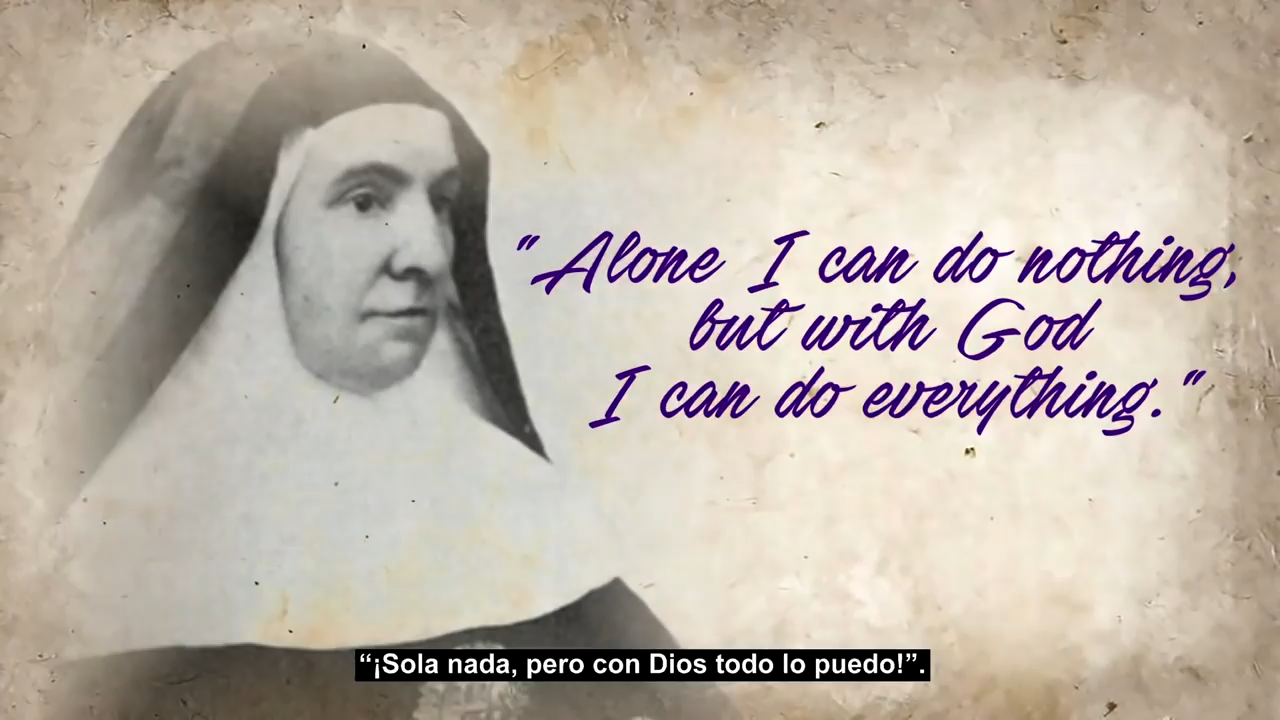 "Alone I can do nothing,
but with God
I can do everything."
“¡Sola nada, pero con Dios todo lo puedo!”.